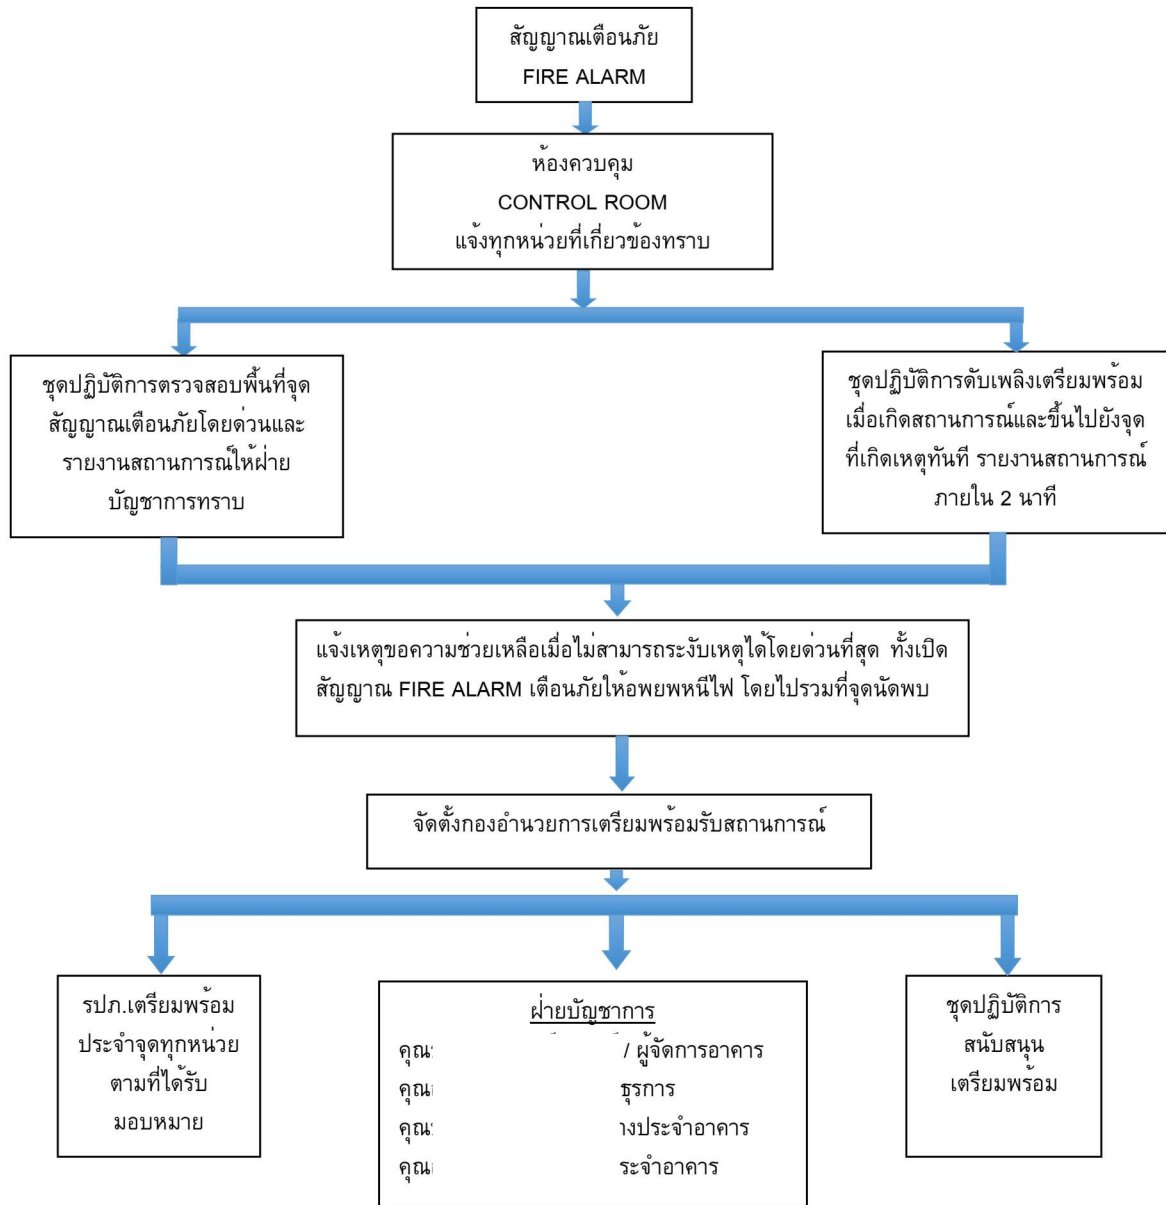 สัญญาณเตือนภัย
FIRE ALARM
ห้องควบคุม
CONTROL ROOM
แจ้งทุกหน่วยที่เกี่ยวข้องทราบ
ชุดปฏิบัติการตรวจสอบพื้นที่จุด
สัญญาณเตือนภัยโดยด่วนและ
รายงานสถานการณ์ให้ฝ่าย
บัญชาการทราบ
ชุดปฏิบัติการดับเพลิงเตรียมพร้อม
เมื่อเกิดสถานการณ์และขึ้นไปยังจุด
ที่เกิดเหตุทันที รายงานสถานการณ์
ภายใน 2 นาที
แจ้งเหตุขอความช่วยเหลือเมื่อไม่สามารถระงับเหตุได้โดยด่วนที่สุด ทั้งเปิด
สัญญาณ FIRE ALARM เตือนภัยให้อพยพหนีไฟ โดยไปรวมที่จุดนัดพบ
จัดตั้งกองอำนวยการเตรียมพร้อมรับสถานการณ์
รปภ.เตรียมพร้อม
ประจำจุดทุกหน่วย
ตามที่ได้รับ
มอบหมาย
ฝ่ายบัญชาการ
คุณ / ผู้จัดการอาคาร
คุณ ธุรการ
คุณ างประจำอาคาร
คุณ ระจำอาคาร
ชุดปฏิบัติการ
สนับสนุน
เตรียมพร้อม